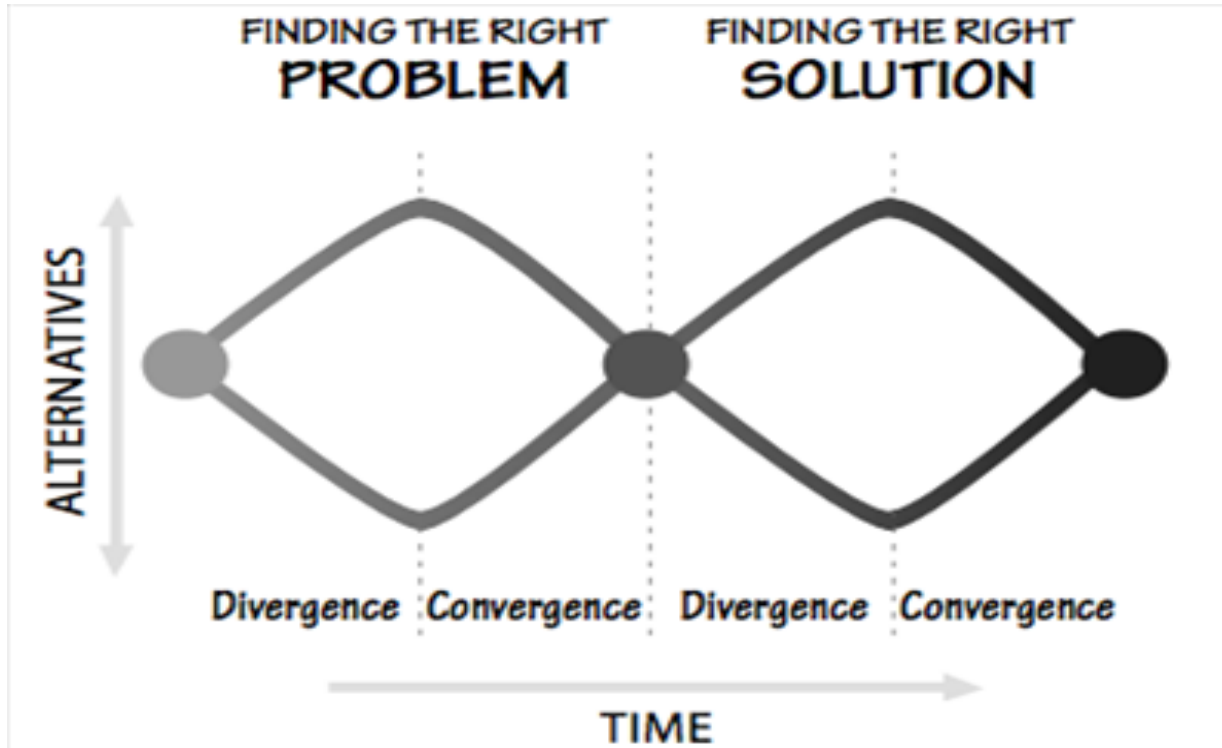 FINDING THE RIGHT
PROBLEM
FINDING THE RIGHT
SOLUTION
ALTERNATIVES
Divergence
Convergence
Divergence
Convergence
TIME